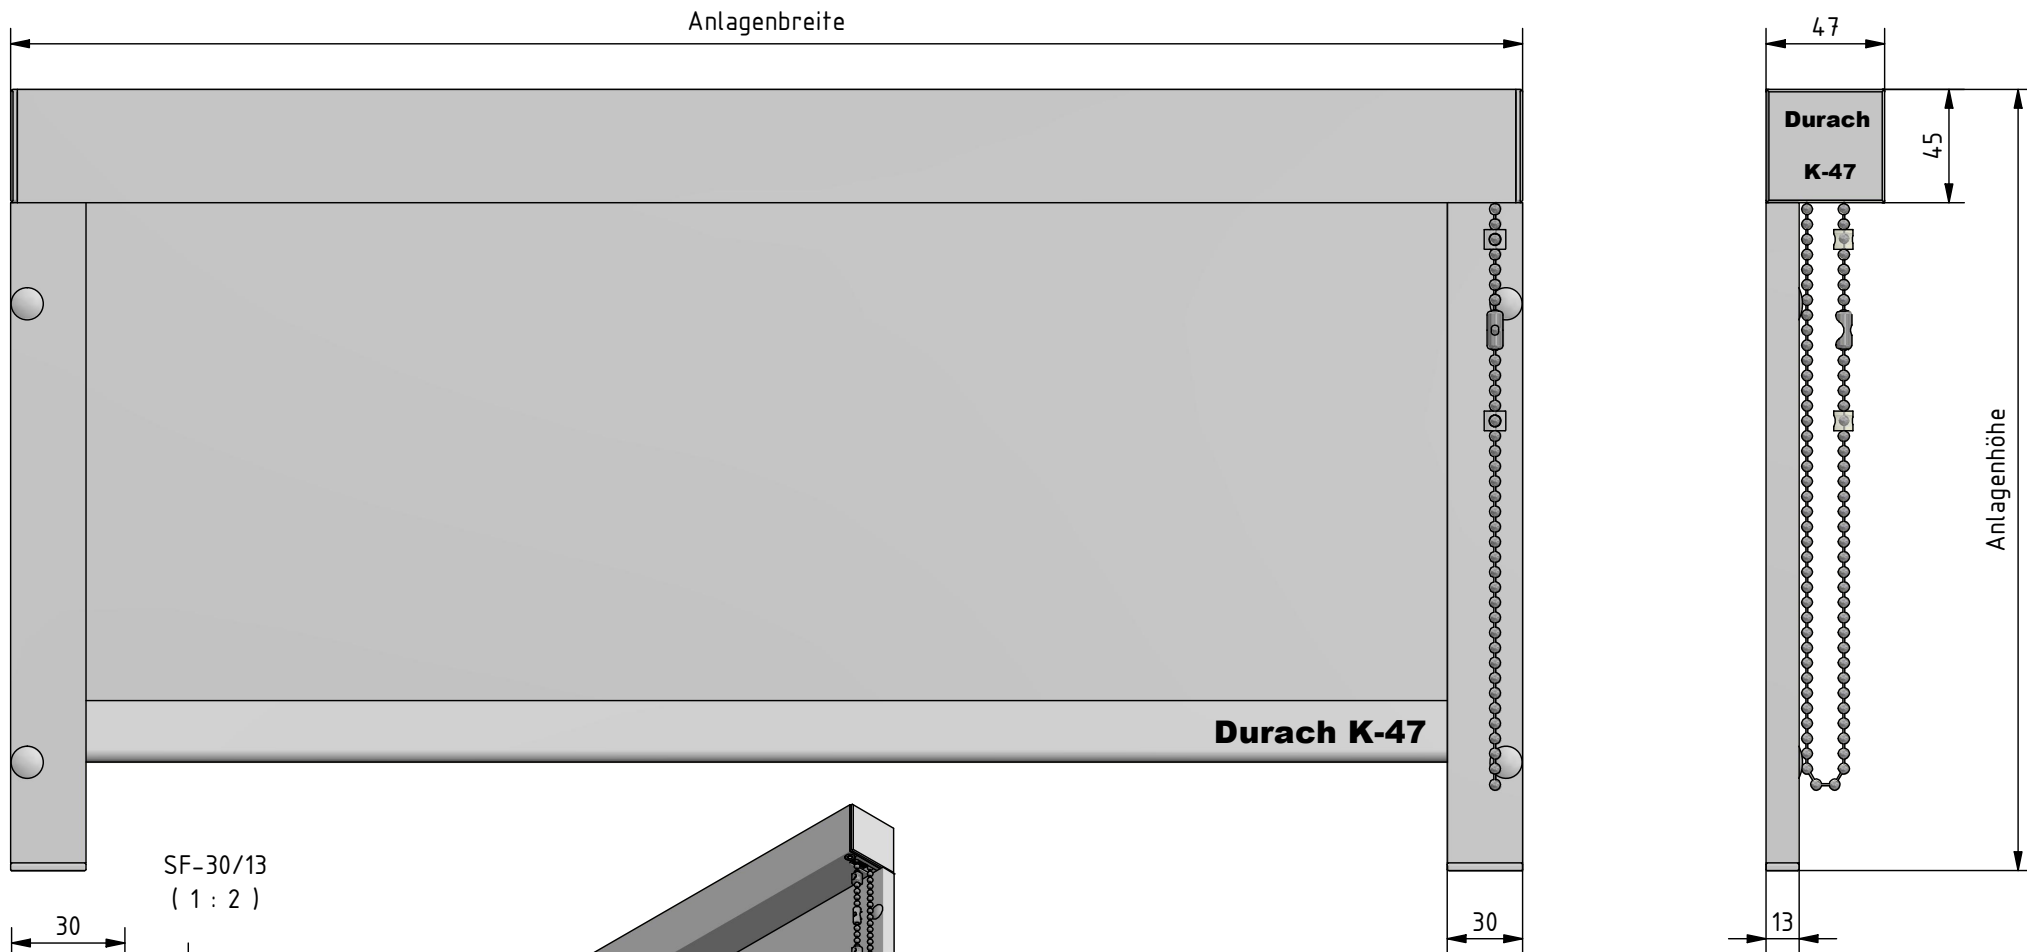 Anlagenbreite
47
Durach
K-47
45
Anlagenhöhe
Durach K-47
SF-30/13
( 1 : 2 )
30
30
13